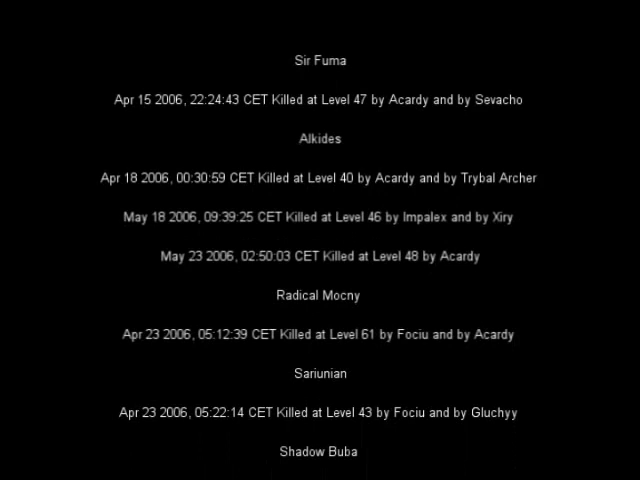 Sir Fuma
Apr 15 2006, 22:24:43 CET Killed at Level 47 by Acardy and by Sevacho
Alkides
Apr 18 2006, 00:30:59 CET Killed at Level 40 by Acardy and by Trybal Archer
May 18 2006, 09:39:25 CET Killed at Level 46 by Impalex and by Xiry
May 23 2006, 02:50:03 CET Killed at Level 48 by Acardy
Radical Mocny
Apr 23 2006, 05:12:39 CET Killed at Level 61 by Fociu and by Acardy
Sariunian
Apr 23 2006, 05:22:14 CET Killed at Level 43 by Fociu and by Gluchyy
Shadow Buba